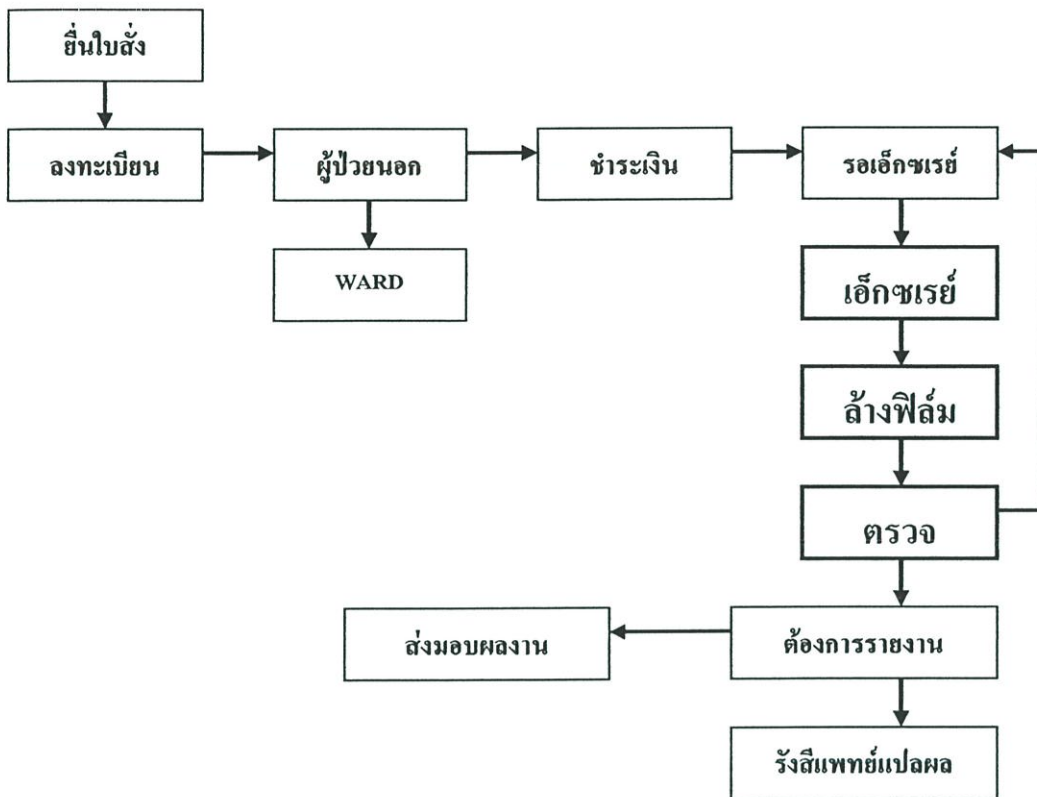 ยื่นใบสั่ง
ลงทะเบียน
ผู้ป่วยนอก
ชำระเงิน
รอเอ็กซเรย์
WARD
เอ็กซเรย์
ล้างฟิล์ม
ตรวจ
ส่งมอบผลงาน
ต้องการรายงาน
รังสีแพทย์แปลผล